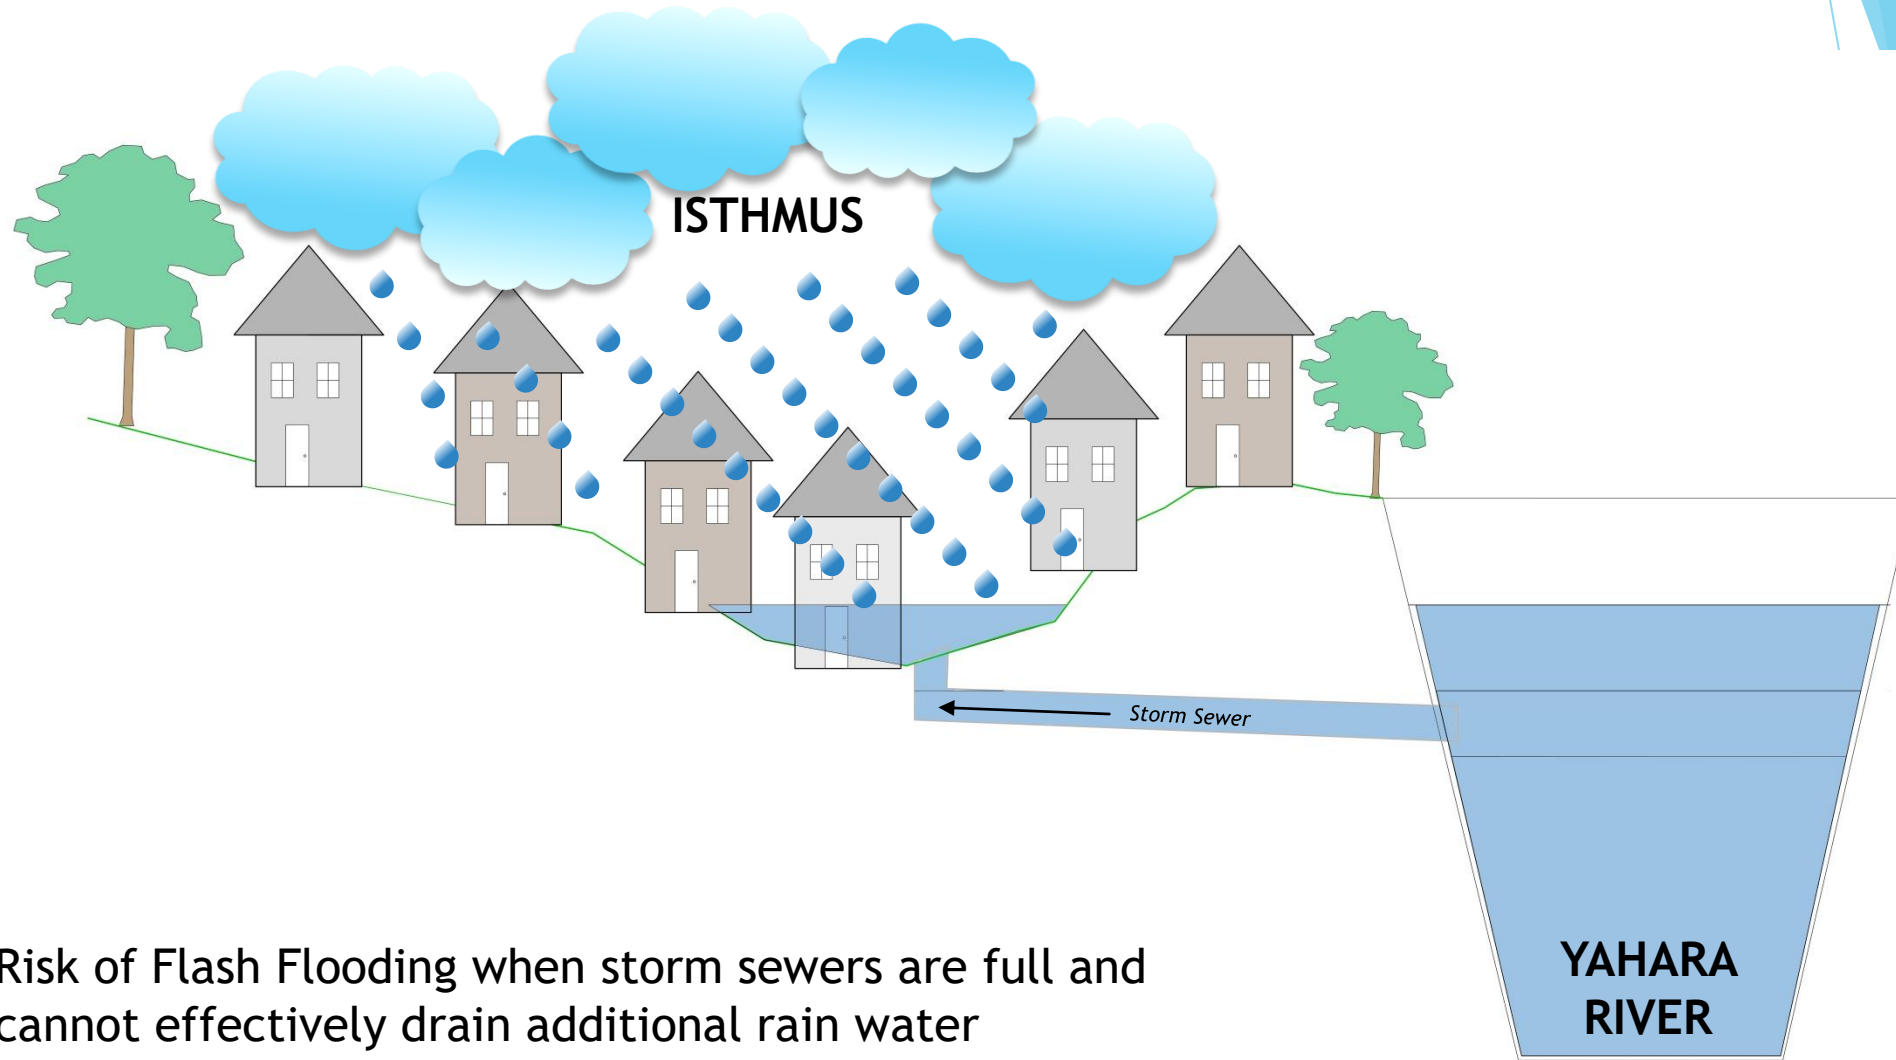 ISTHMUS
Storm Sewer
YAHARA
RIVER
Risk of Flash Flooding when storm sewers are full and
cannot effectively drain additional rain water